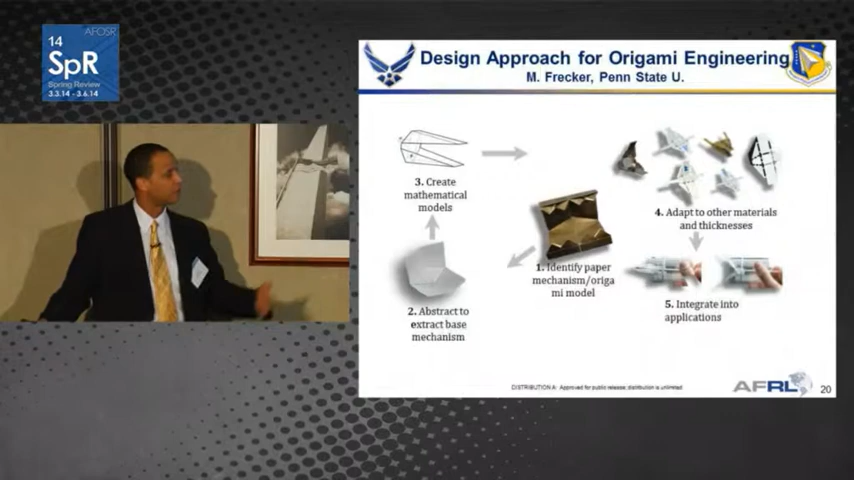 AFOSR
14
SpR
Spring Review
3.3.14 - 3.6.14
Design Approach for Origami Engineering
M. Frecker, Penn State U.
3. Create
mathematical
models
4. Adapt to other materials
and thicknesses
1. Identify paper
mechanism/origa
mi model
2. Abstract to
extract base
mechanism
5. Integrate into
applications
DISTRIBUTION A: Approved for public release; distribution is unlimited
AFRL
20